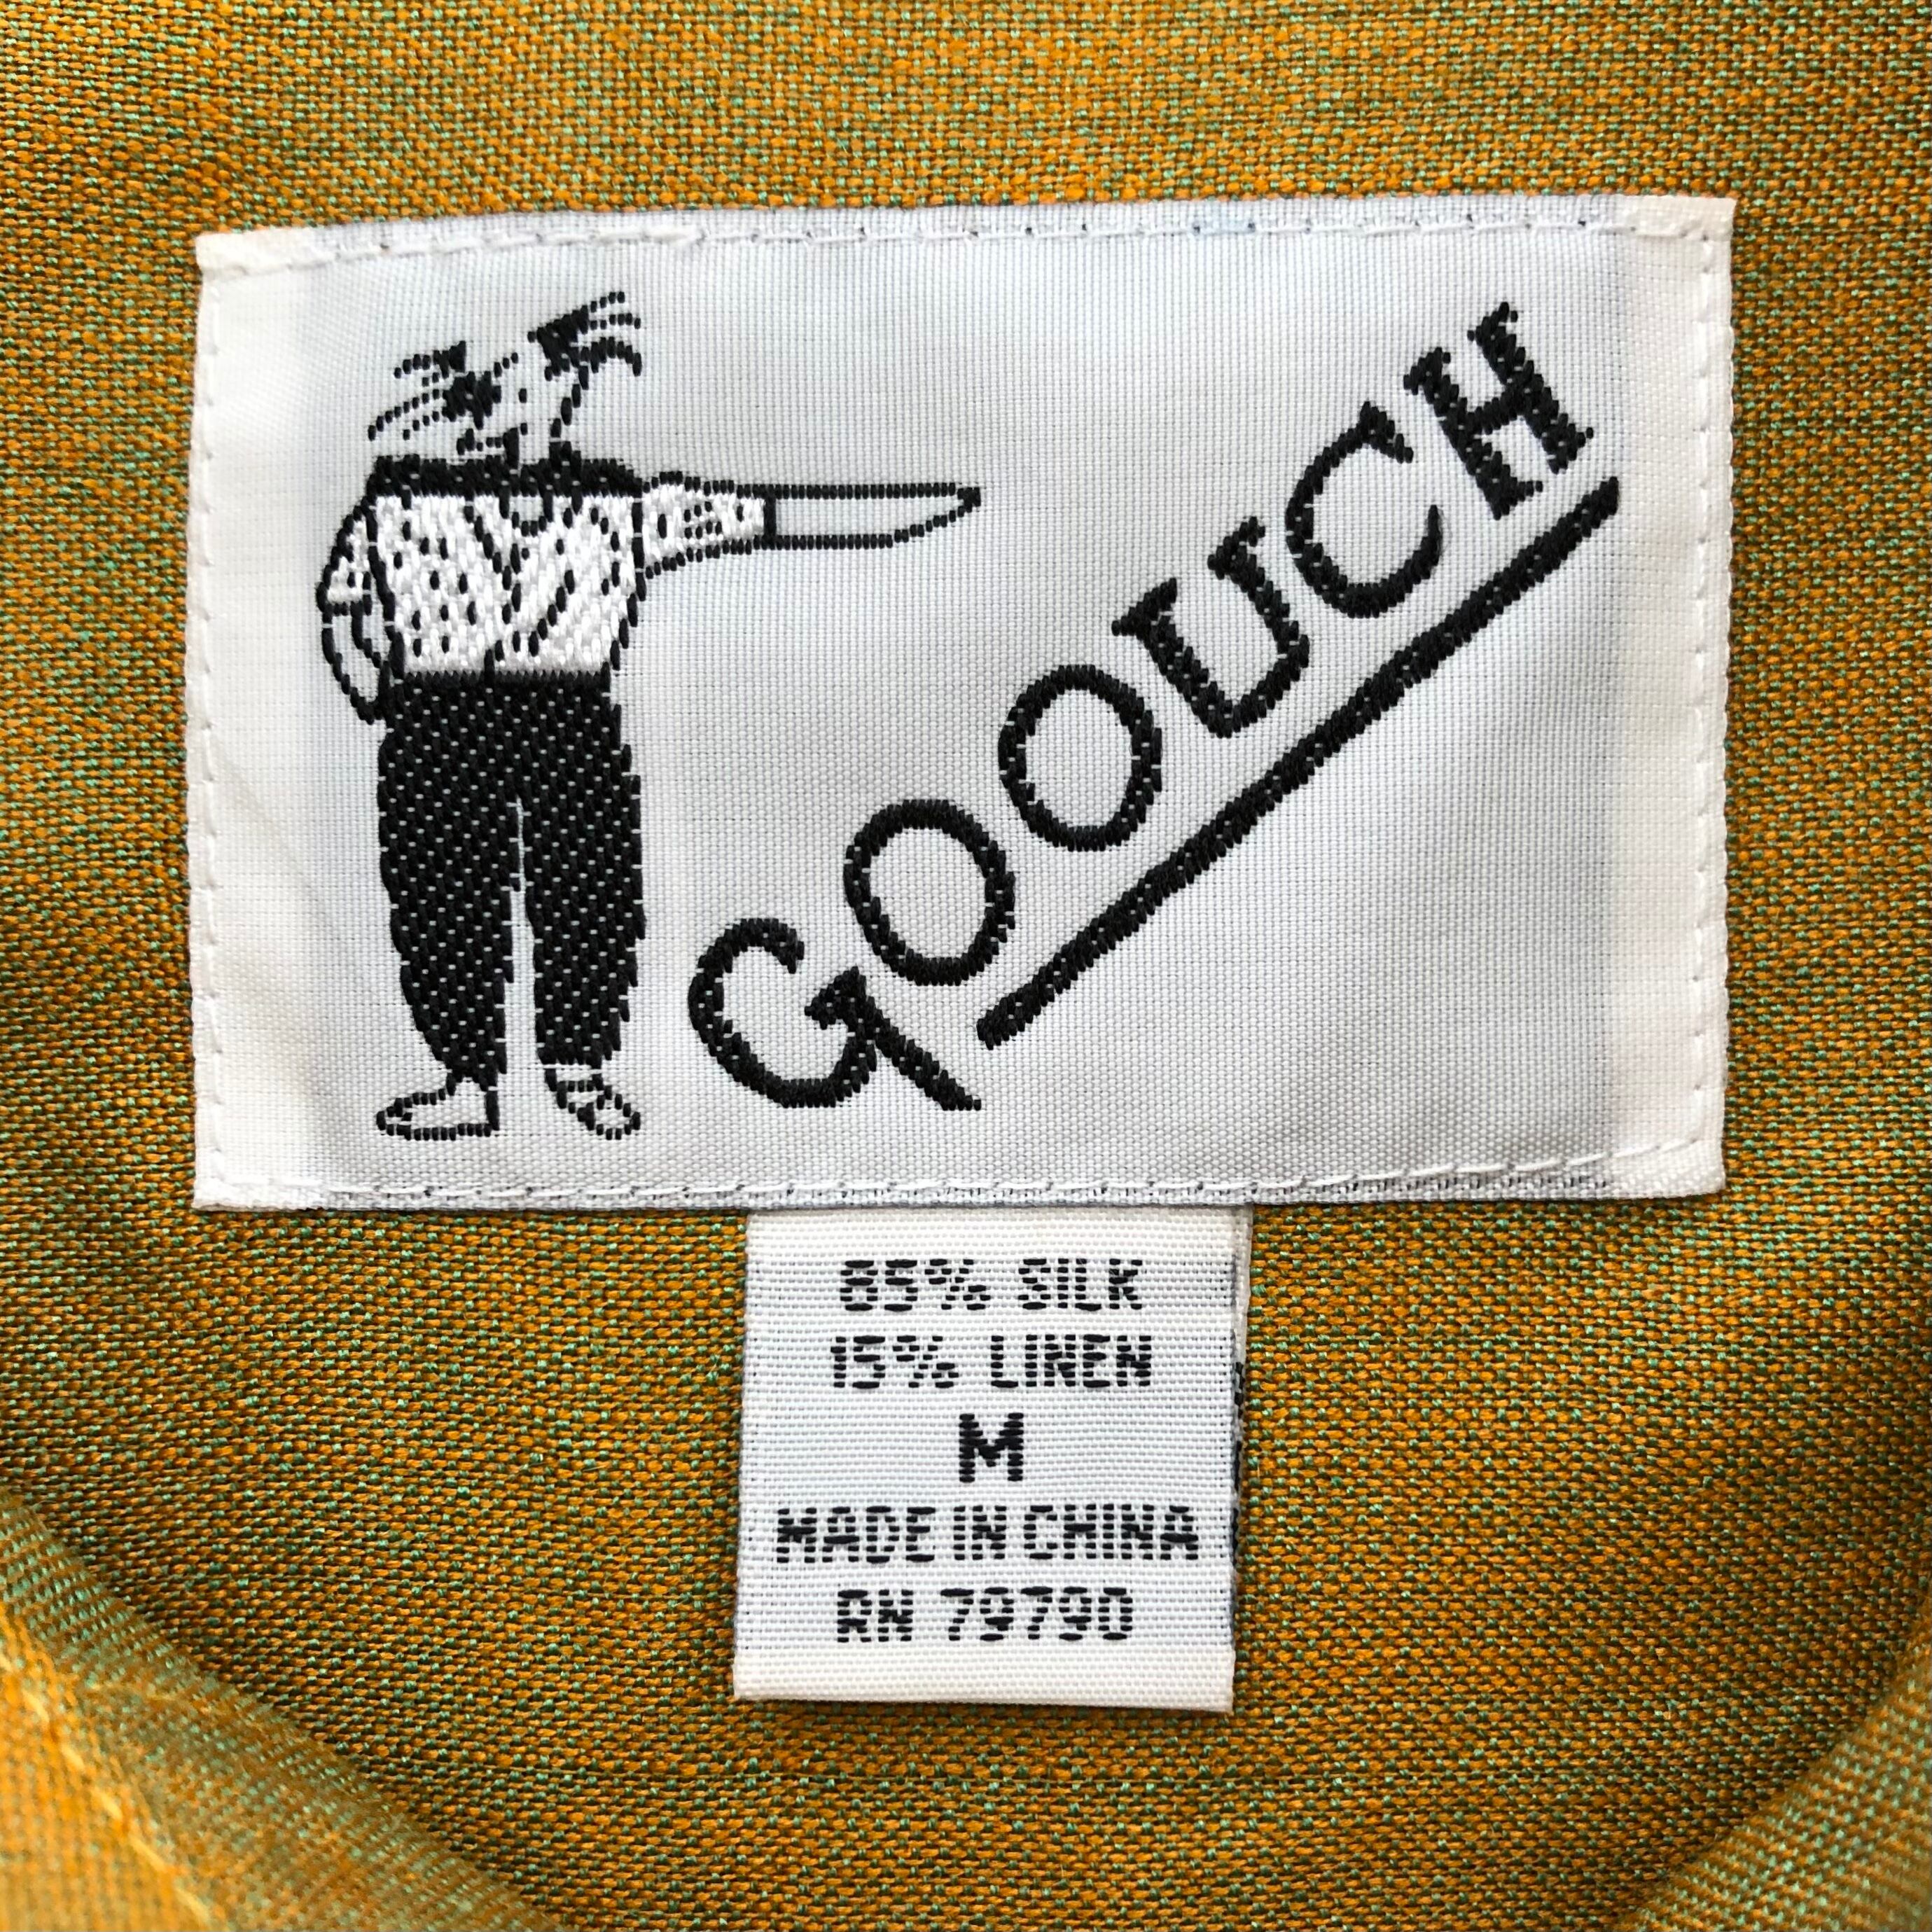 GOOUCH
85% SILK
15% LINEN
M
MADE IN CHINA
RN 79790